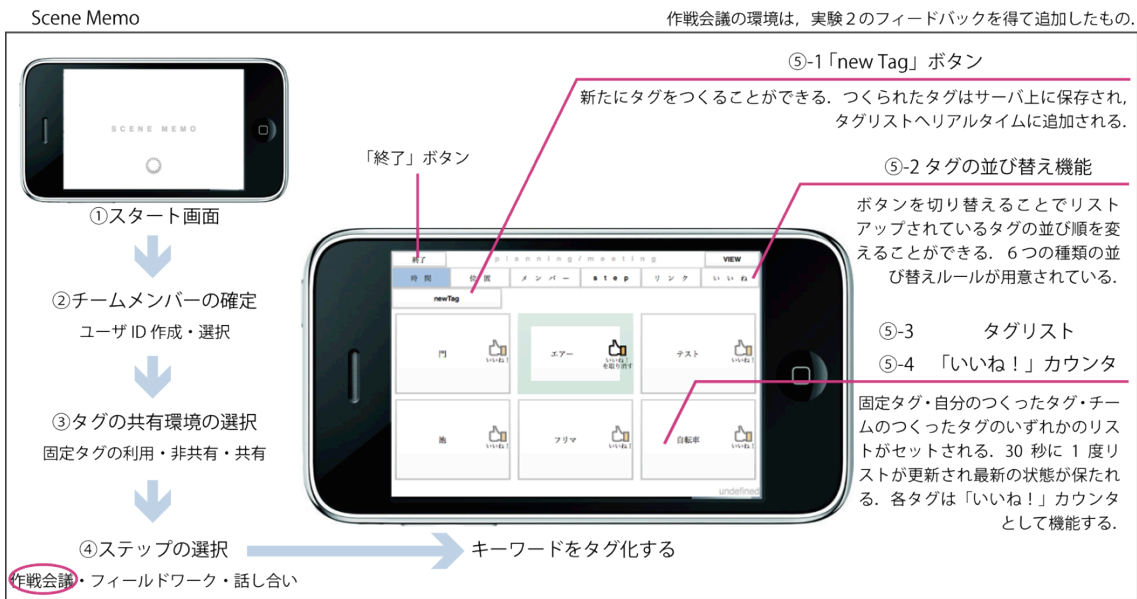 Scene Memo
作戦会議の環境は，実験２のフィードバックを得て追加したもの．
SCENE MEMO
①スタート画面
②チームメンバーの確定
ユーザ ID 作成・選択
③タグの共有環境の選択
固定タグの利用・非共有・共有
④ステップの選択
作戦会議・フィールドワーク・話し合い
キーワードをタグ化する
「終了」ボタン
⑤-1「new Tag」ボタン
新たにタグをつくることができる．つくられたタグはサーバ上に保存され，
タグリストへリアルタイムに追加される．
⑤-2 タグの並び替え機能
ボタンを切り替えることでリスト
アップされているタグの並び順を変
えることができる．６つの種類の並
び替えルールが用意されている．
⑤-3 タグリスト
⑤-4 「いいね！」カウンタ
固定タグ・自分のつくったタグ・チー
ムのつくったタグのいずれかのリス
トがセットされる．30 秒に 1 度リ
ストが更新され最新の状態が保たれ
る．各タグは「いいね！」カウンタ
として機能する．
終了 planning/meeting VIEW
時間 位置 メンバー step リンク いいね
newTag
門 いいね！
エアー いいね！
を取り消す
テスト いいね！
池 いいね！
フリマ いいね！
自転車 いいね！
undefined